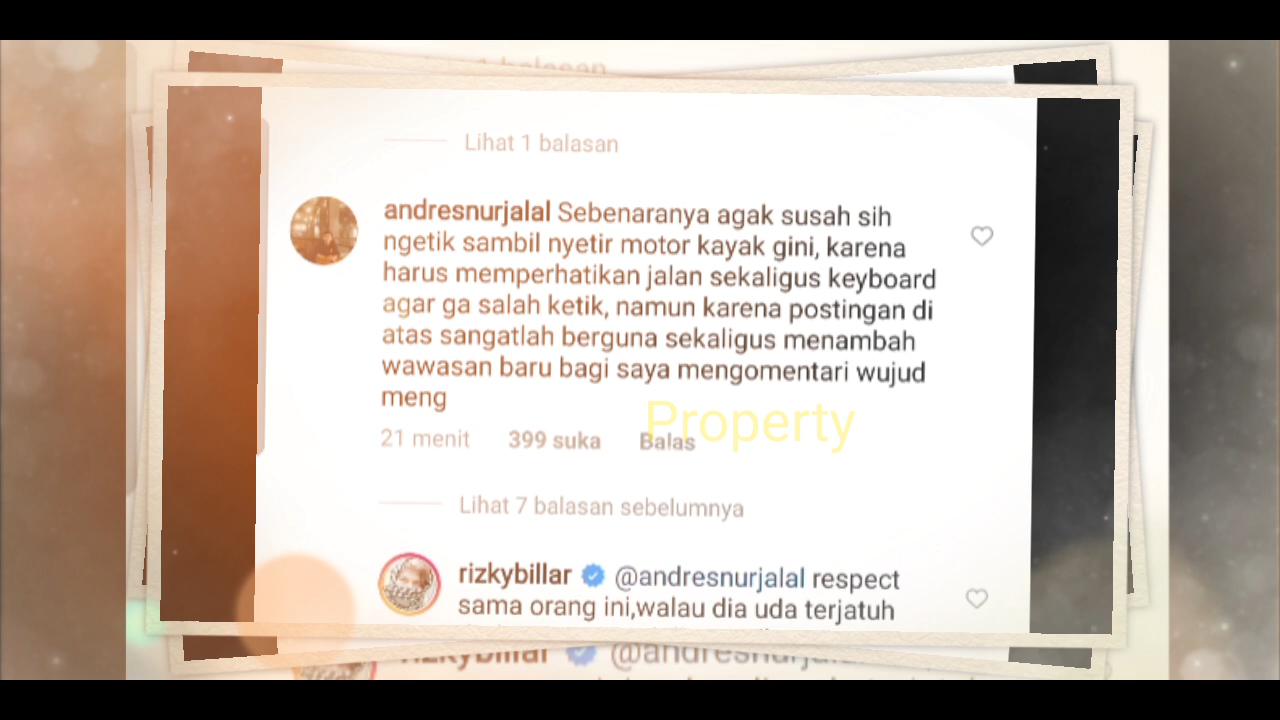 Lihat 1 balasan
andresnurjalal Sebenaranya agak susah sih
ngetik sambil nyetir motor kayak gini, karena
harus memperhatikan jalan sekaligus keyboard
agar ga salah ketik, namun karena postingan di
atas sangatlah berguna sekaligus menambah
wawasan baru bagi saya mengomentari wujud
meng
Property
21 menit 399 suka Balas
Lihat 7 balasan sebelumnya
rizkybillar @andresnurjalal respect
sama orang ini,walau dia uda terjatuh
rizkybillar @andresnurjalal